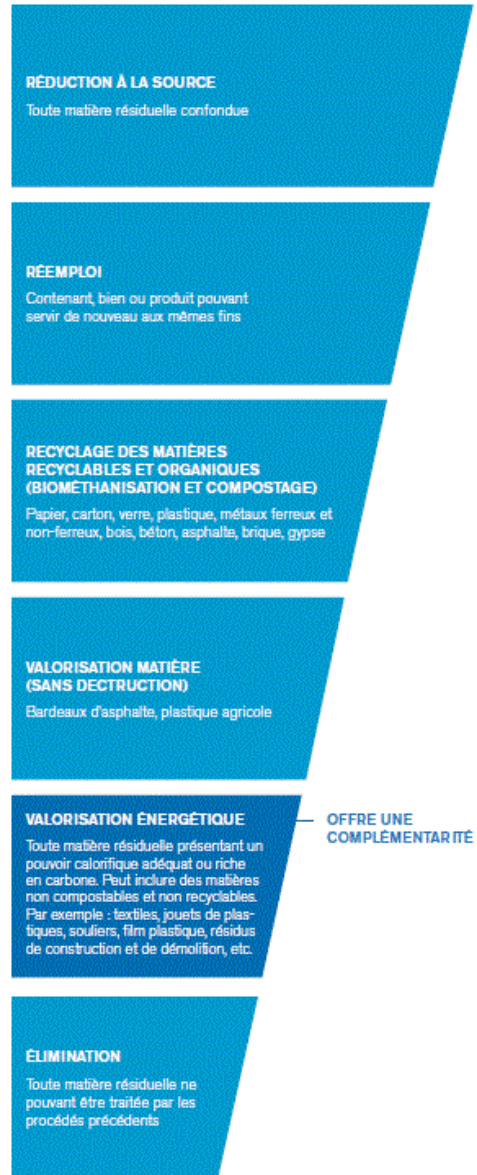 RÉDUCTION À LA SOURCE
Toute matière résiduelle confondue
RÉEMPLOI
Contenant, bien ou produit pouvant
servir de nouveau aux mêmes fins
RECYCLAGE DES MATIÈRES
RECYCLABLES ET ORGANIQUES
(BIOMÉTHANISATION ET COMPOSTAGE)
Papier, carton, verre, plastique, métaux ferreux et
non-ferreux, bois, béton, asphalte, brique, gypse
VALORISATION MATIÈRE
(SANS DECTRUCTION)
Bardeaux d'asphalte, plastique agricole
VALORISATION ÉNERGÉTIQUE
Toute matière résiduelle présentant un
pouvoir calorifique adéquat ou riche
en carbone. Peut inclure des matières
non compostables et non recyclables.
Par exemple : textiles, jouets de plas-
tiques, souliers, film plastique, résidus
de construction et de démolition, etc.
OFFRE UNE
COMPLÉMENTARITÉ
ÉLIMINATION
Toute matière résiduelle ne
pouvant être traitée par les
procédés précédents